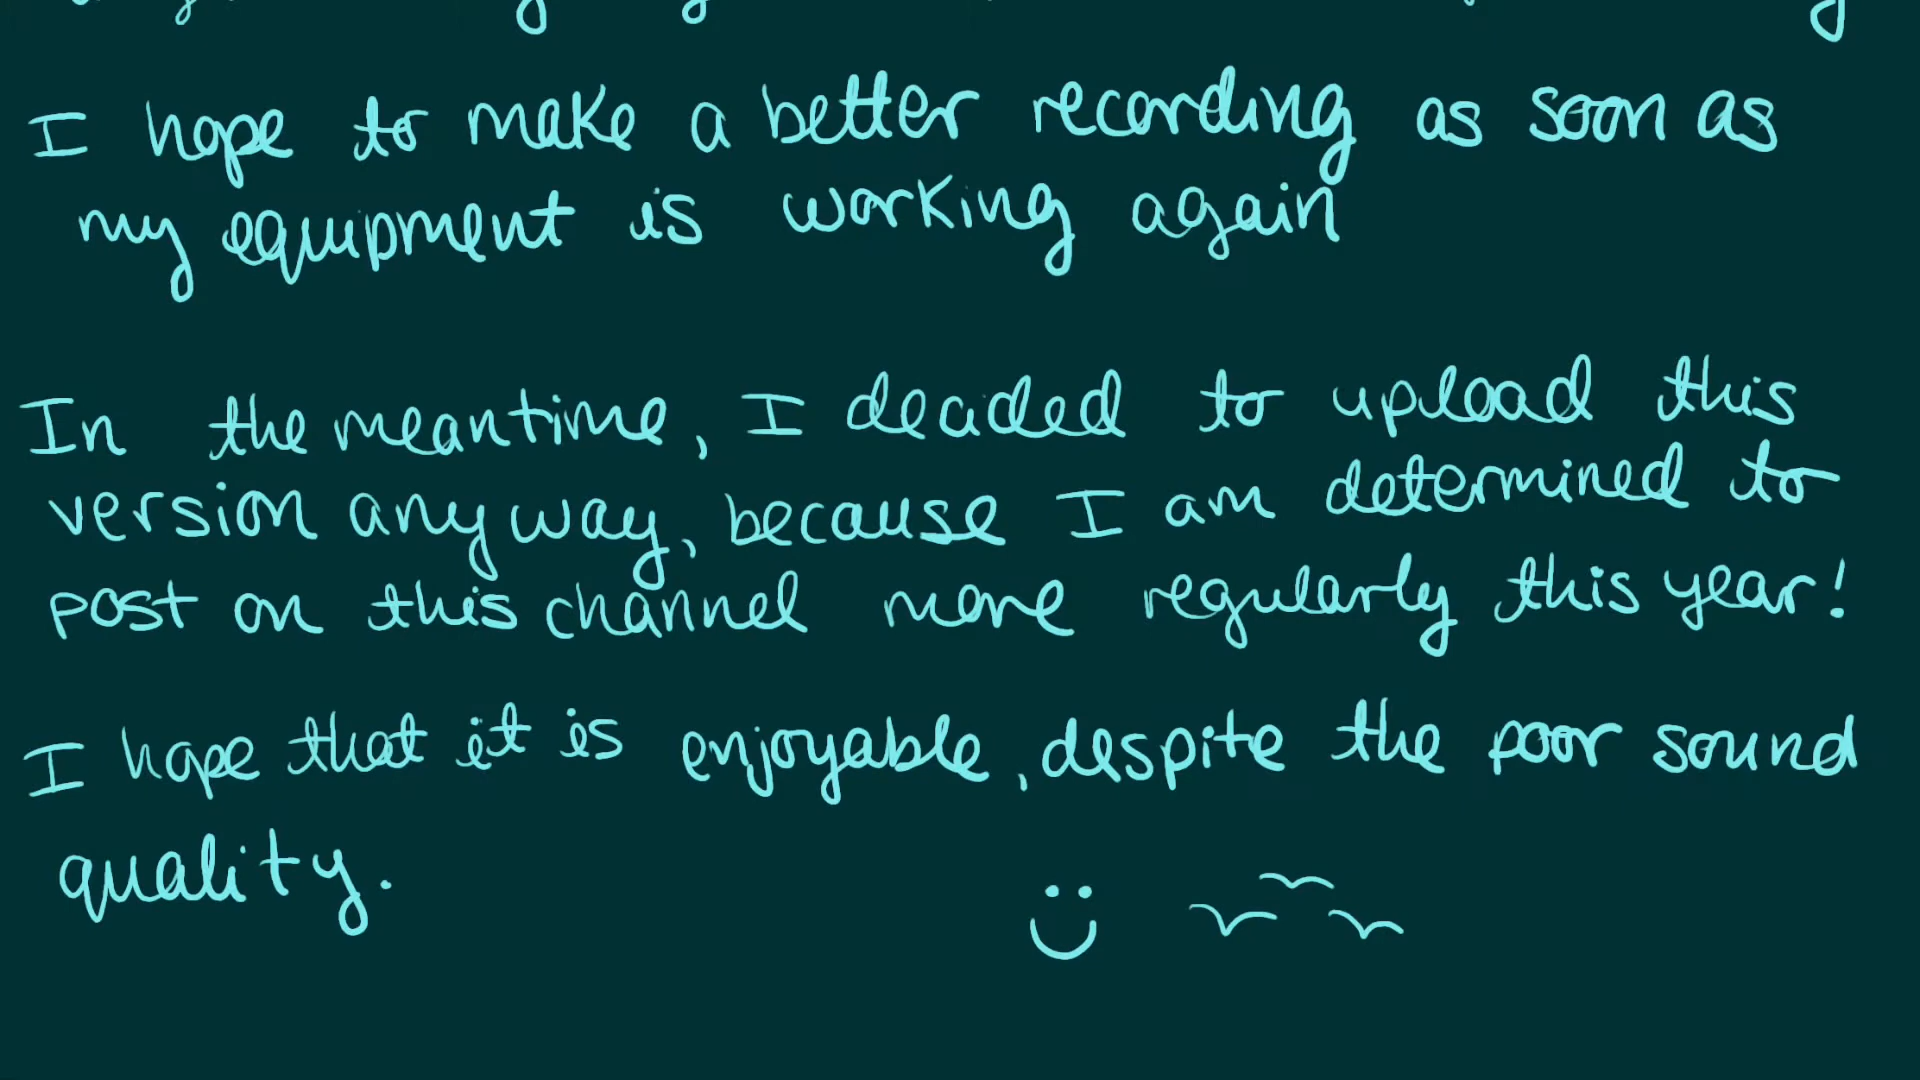 I hope to make a better recording as soon as
my equipment is working again
In the meantime, I decided to upload this
version anyway, because I am determined to
post on this channel more regularly this year!
I hope that it is enjoyable, despite the poor sound
quality.